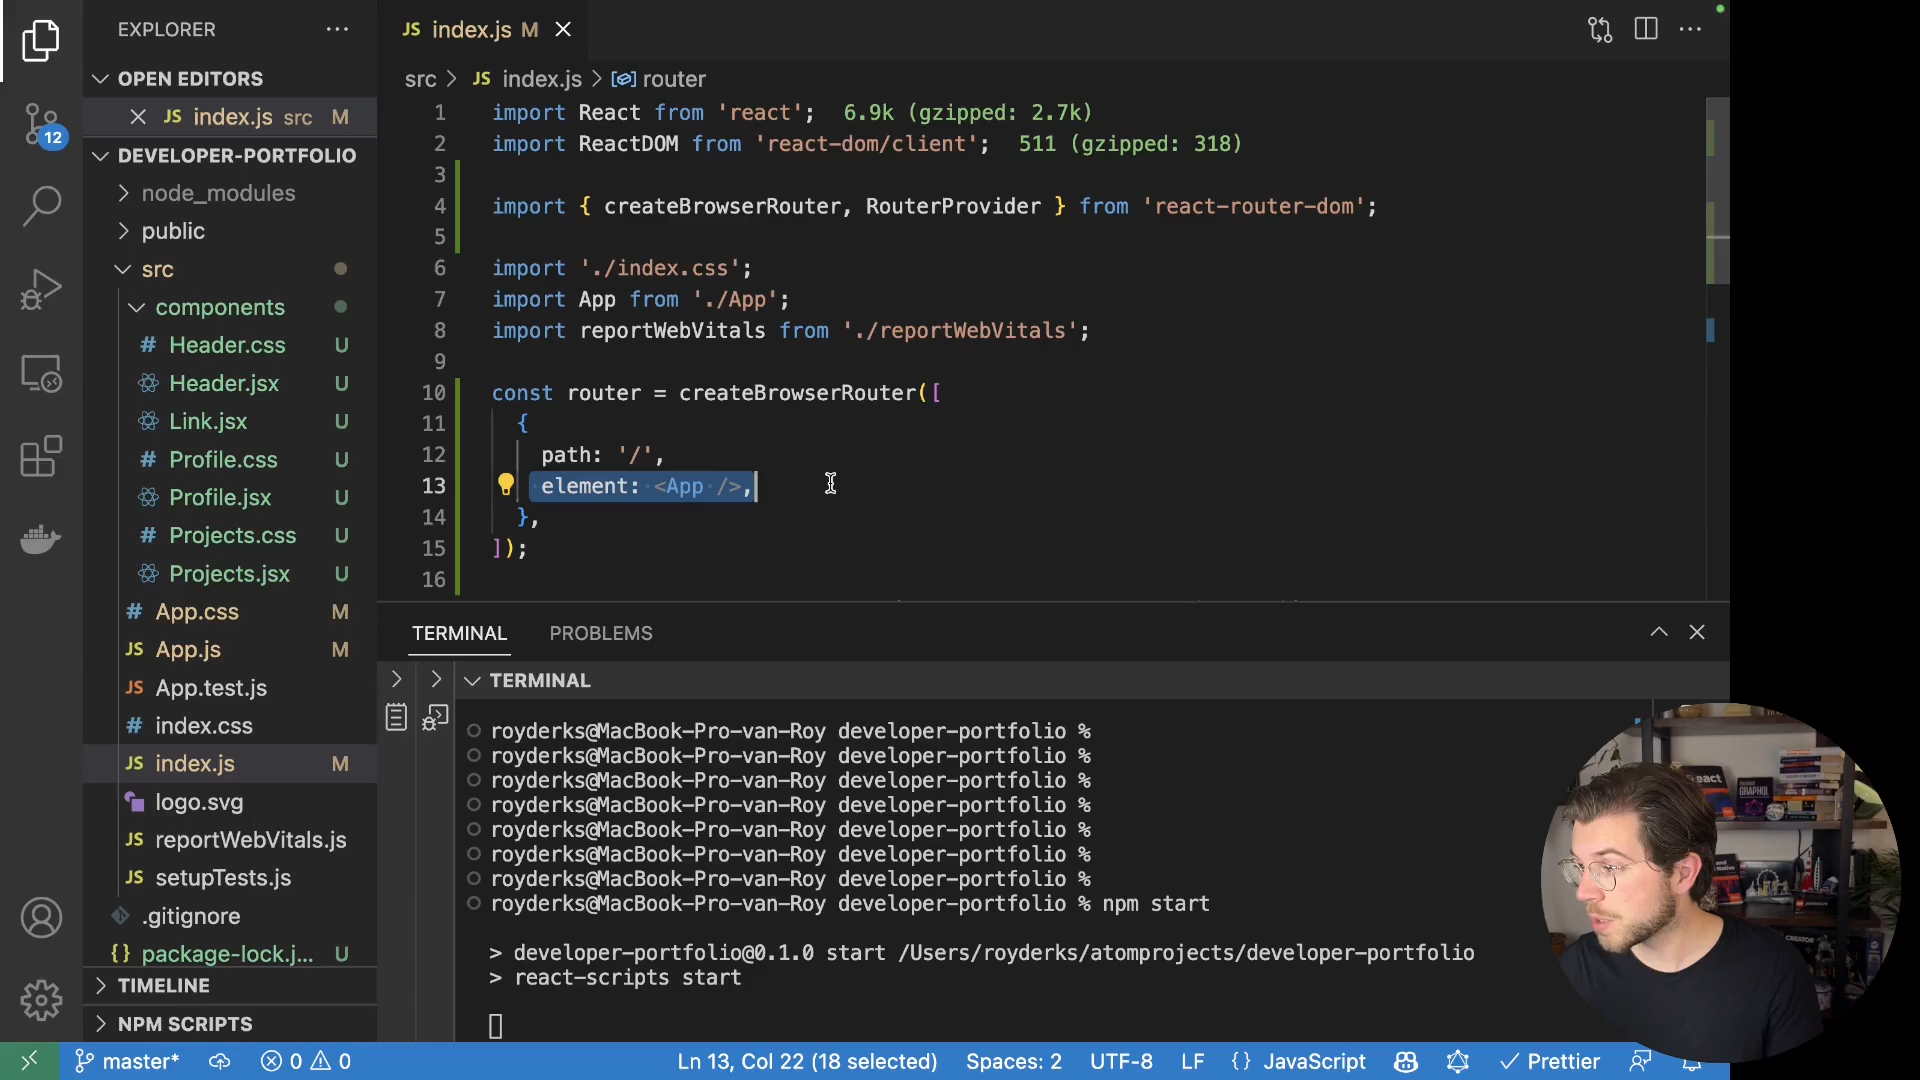 EXPLORER
OPEN EDITORS
JS index.js src M
DEVELOPER-PORTFOLIO
node_modules
public
src
components
# Header.css U
Header.jsx U
Link.jsx U
# Profile.css U
Profile.jsx U
# Projects.css U
Projects.jsx U
# App.css M
JS App.js M
JS App.test.js
# index.css
JS index.js M
logo.svg
JS reportWebVitals.js
JS setupTests.js
.gitignore
{} package-lock.j... U
TIMELINE
NPM SCRIPTS
12
JS index.js M
src > JS index.js > router
1 import React from 'react'; 6.9k (gzipped: 2.7k)
2 import ReactDOM from 'react-dom/client'; 511 (gzipped: 318)
3
4 import { createBrowserRouter, RouterProvider } from 'react-router-dom';
5
6 import './index.css';
7 import App from './App';
8 import reportWebVitals from './reportWebVitals';
9
10 const router = createBrowserRouter([
11 {
12 path: '/',
13 element: <App />,
14 },
15 ]);
16
TERMINAL PROBLEMS
TERMINAL
royderks@MacBook-Pro-van-Roy developer-portfolio %
royderks@MacBook-Pro-van-Roy developer-portfolio %
royderks@MacBook-Pro-van-Roy developer-portfolio %
royderks@MacBook-Pro-van-Roy developer-portfolio %
royderks@MacBook-Pro-van-Roy developer-portfolio %
royderks@MacBook-Pro-van-Roy developer-portfolio %
royderks@MacBook-Pro-van-Roy developer-portfolio %
royderks@MacBook-Pro-van-Roy developer-portfolio % npm start
> developer-portfolio@0.1.0 start /Users/royderks/atomprojects/developer-portfolio
> react-scripts start
master* 0 0 Ln 13, Col 22 (18 selected) Spaces: 2 UTF-8 LF {} JavaScript Prettier